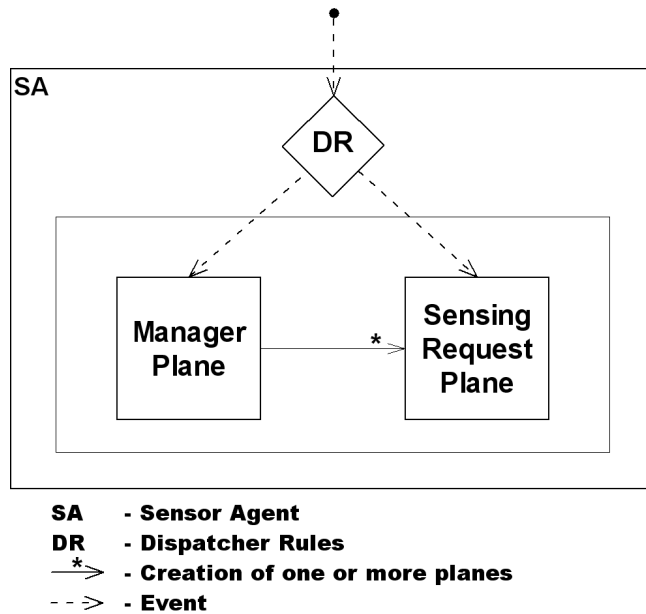 SA
DR
Manager
Plane
*
Sensing
Request
Plane
SA - Sensor Agent
DR - Dispatcher Rules
* - Creation of one or more planes
- Event